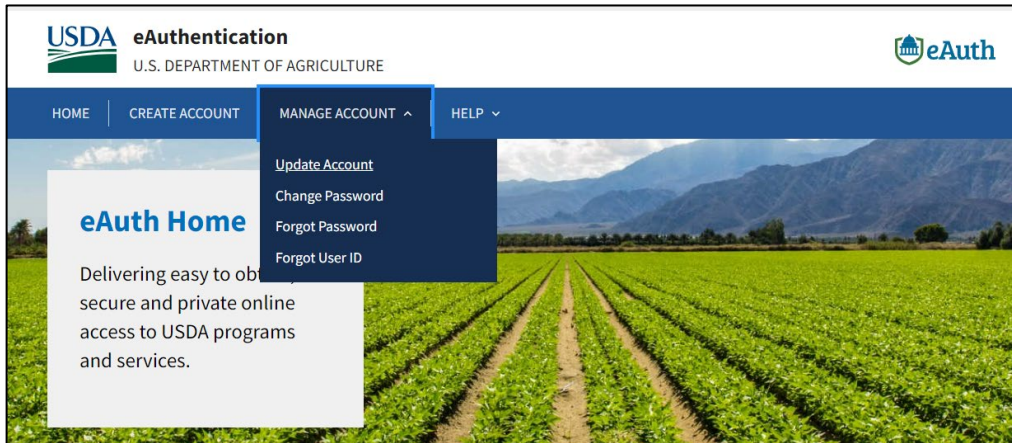 USDA
eAuthentication
U.S. DEPARTMENT OF AGRICULTURE
eAuth
HOME
CREATE ACCOUNT
MANAGE ACCOUNT
HELP
Update Account
Change Password
Forgot Password
Forgot User ID
eAuth Home
Delivering easy to
secure and private online
access to USDA programs
and services.